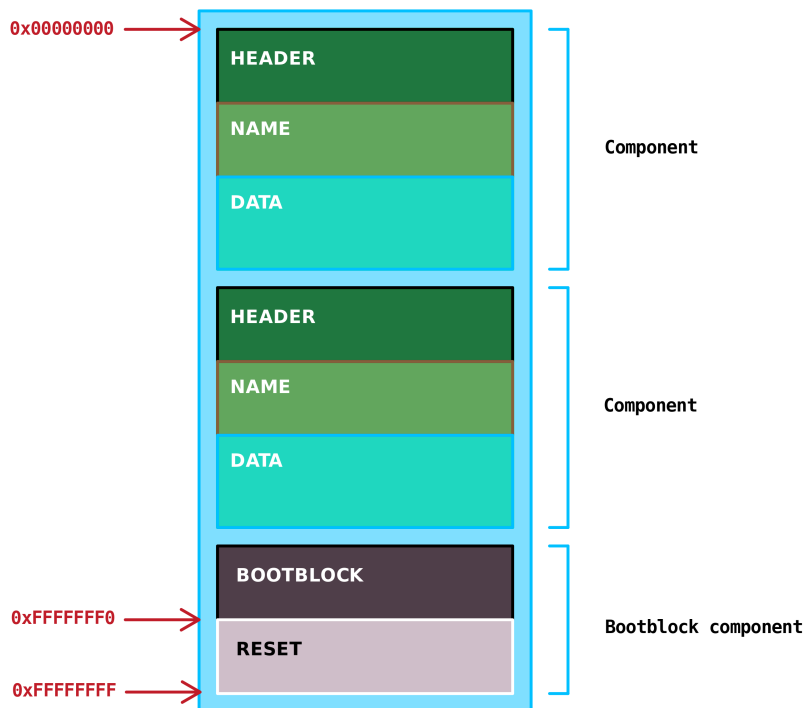 0x00000000
HEADER
NAME
Component
DATA
HEADER
NAME
Component
DATA
BOOTBLOCK
0xFFFFFFF0
Bootblock component
RESET
0xFFFFFFFF